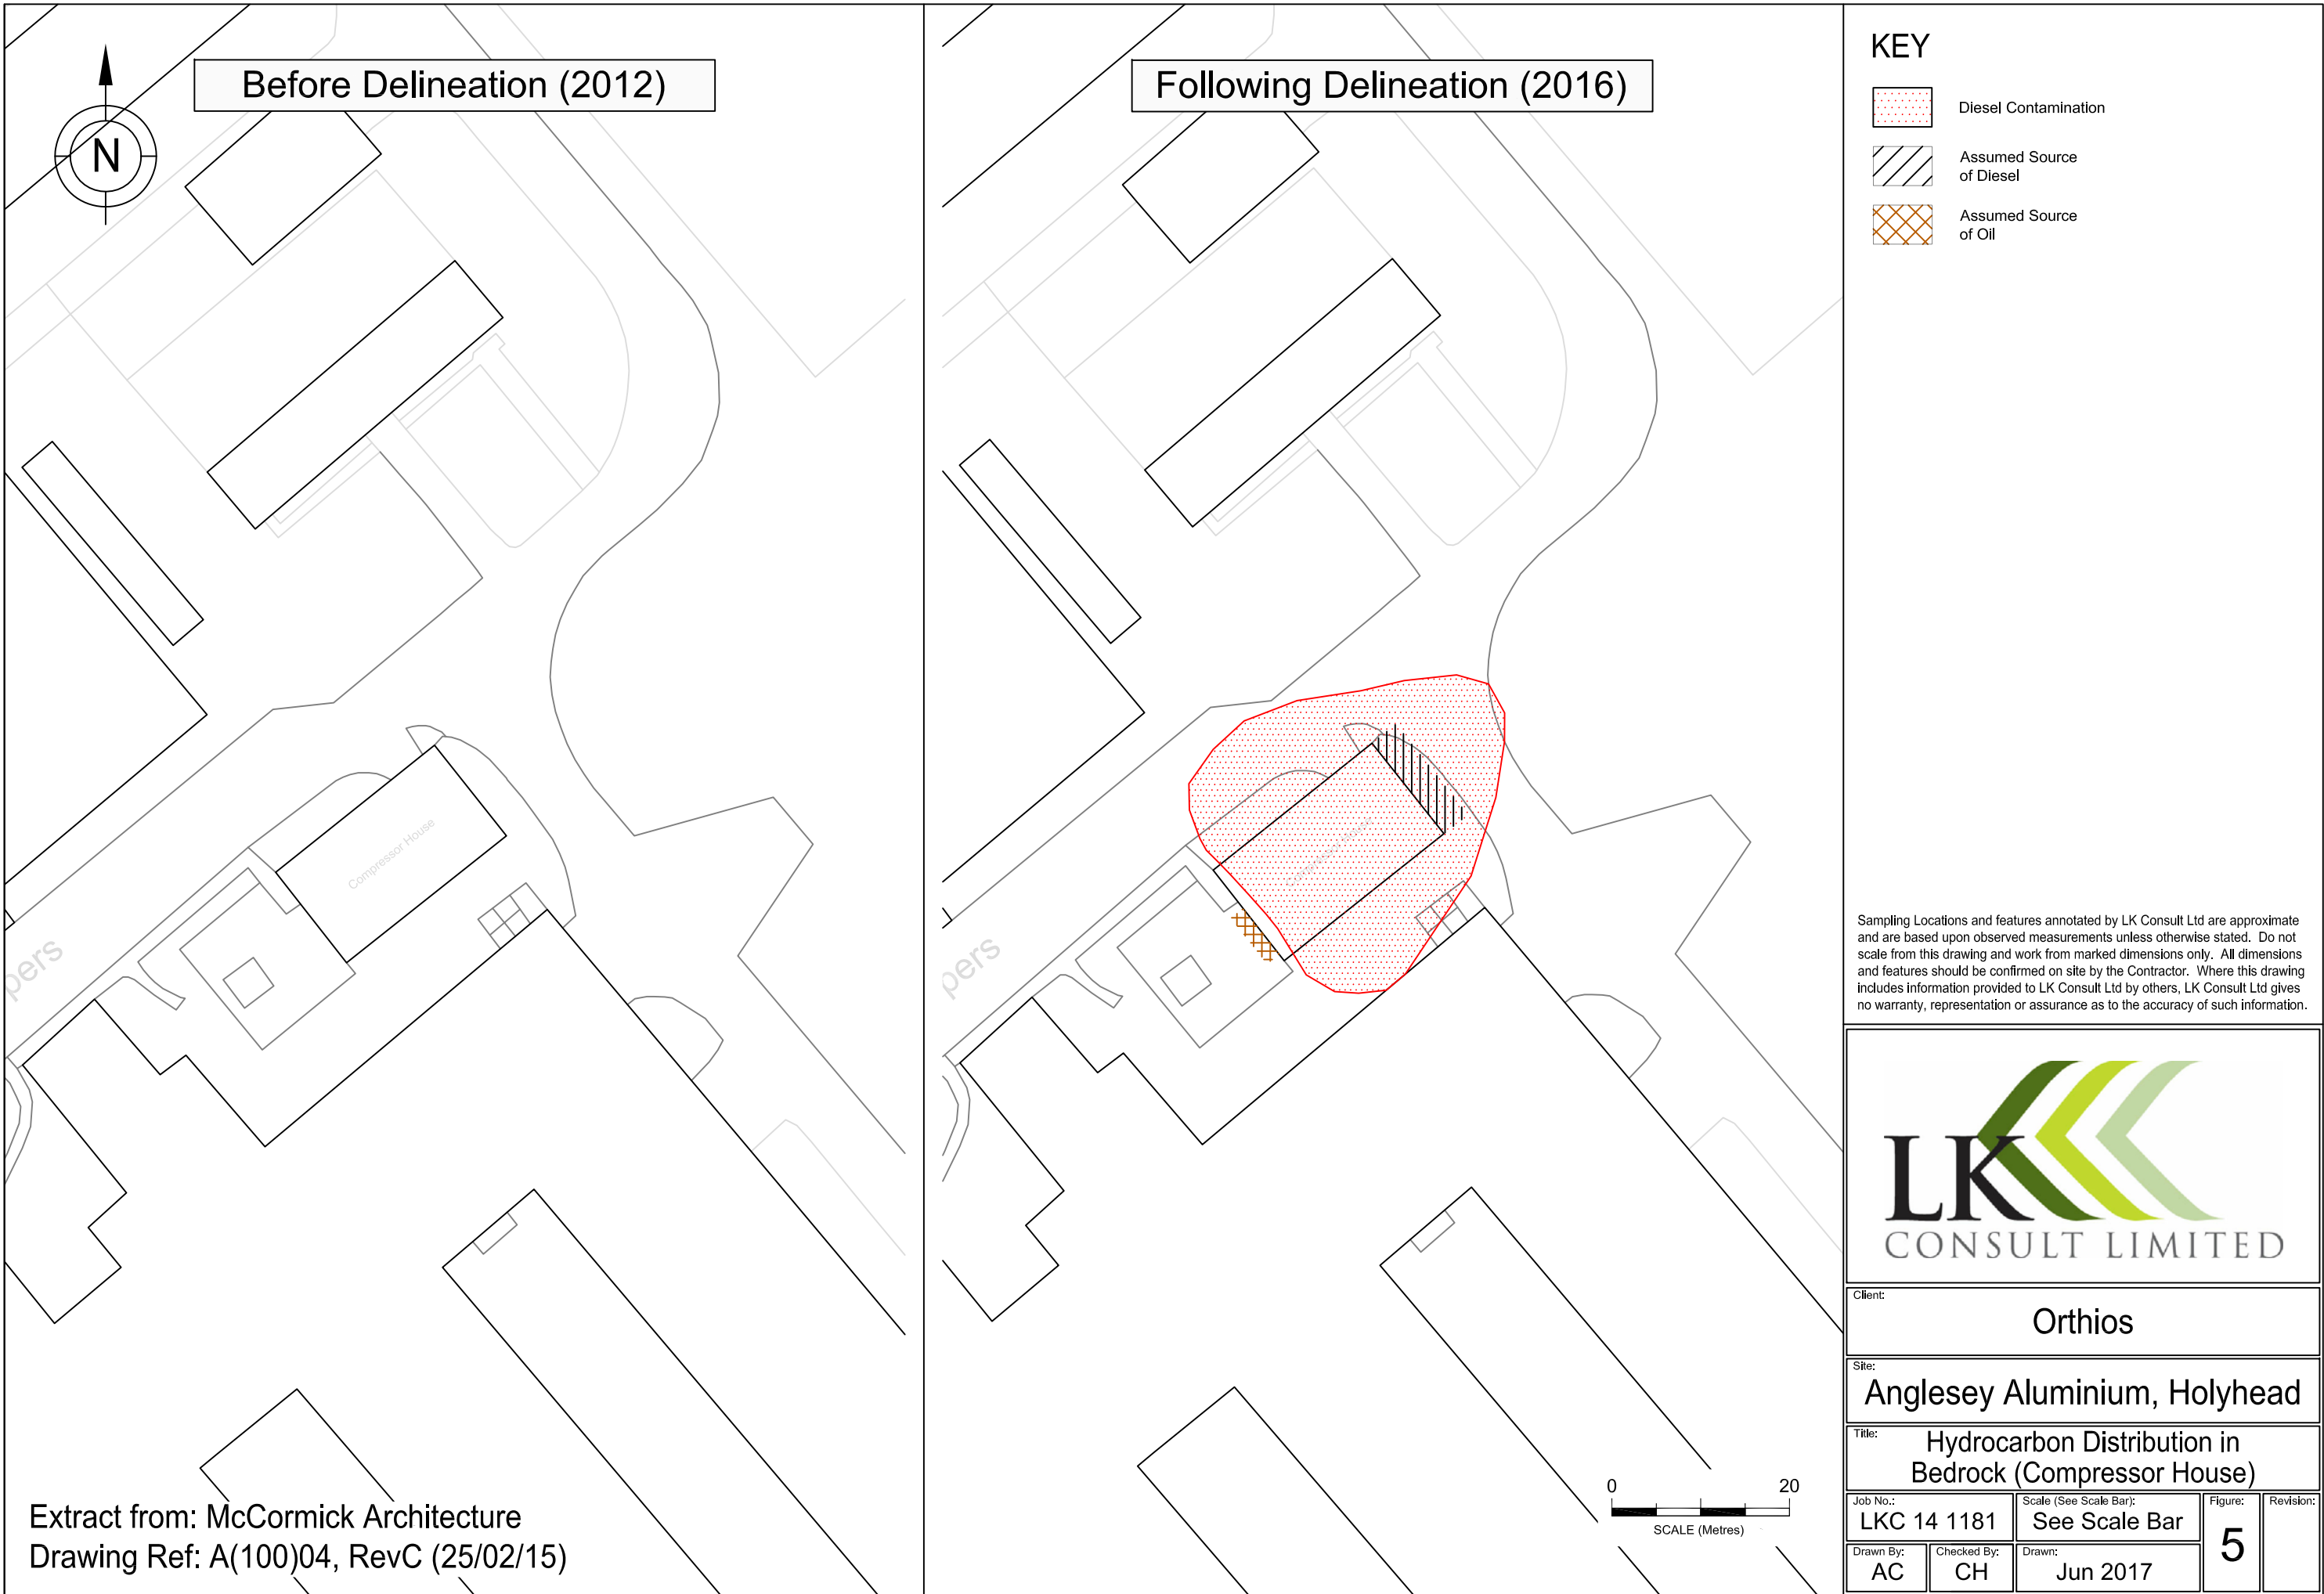 Before Delineation (2012)
N
Compressor House
pers
Extract from: McCormick Architecture
Drawing Ref: A(100)04, RevC (25/02/15)
Following Delineation (2016)
pers
0 20
SCALE (Metres)
KEY
Diesel Contamination
Assumed Source
of Diesel
Assumed Source
of Oil
Sampling Locations and features annotated by LK Consult Ltd are approximate
and are based upon observed measurements unless otherwise stated. Do not
scale from this drawing and work from marked dimensions only. All dimensions
and features should be confirmed on site by the Contractor. Where this drawing
includes information provided to LK Consult Ltd by others, LK Consult Ltd gives
no warranty, representation or assurance as to the accuracy of such information.
LK
CONSULT LIMITED
Client:
Orthios
Site:
Anglesey Aluminium, Holyhead
Title:
Hydrocarbon Distribution in
Bedrock (Compressor House)
Job No.:
LKC 14 1181
Scale (See Scale Bar):
See Scale Bar
Figure:
5
Revision:
Drawn By:
AC
Checked By:
CH
Drawn:
Jun 2017